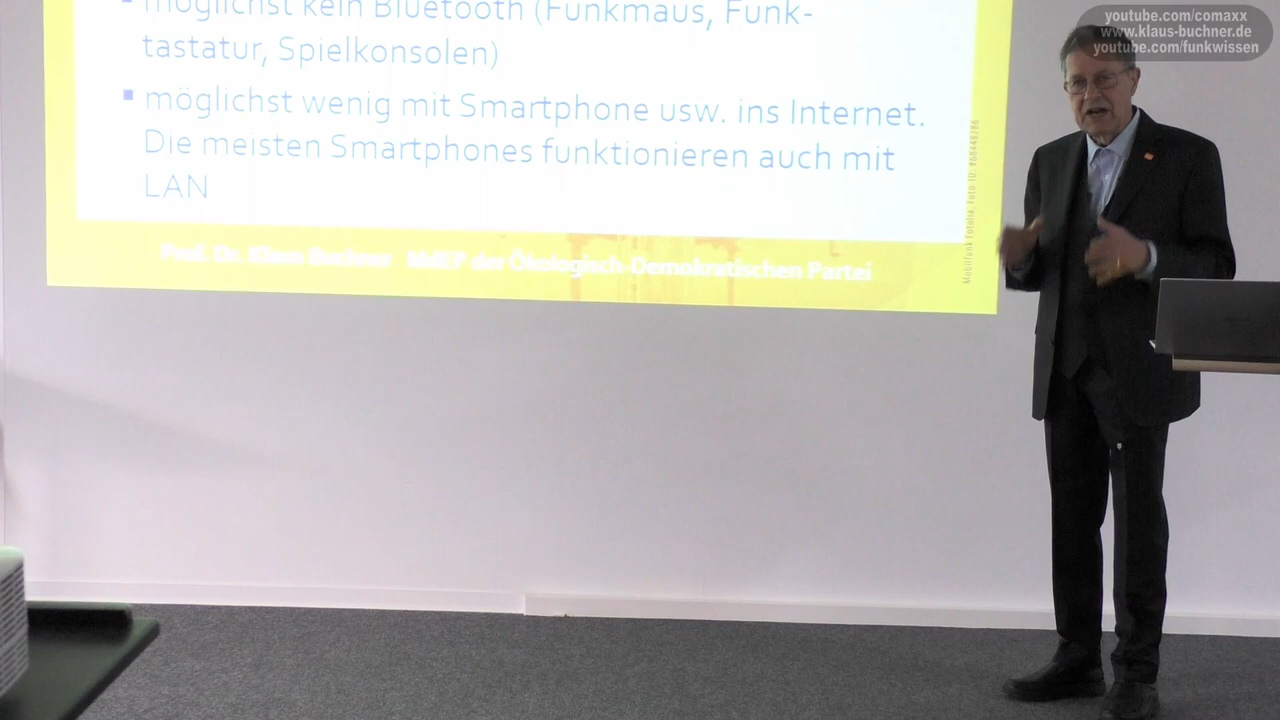 youtube.com/comaxx
www.klaus-buchner.de
youtube.com/funkwissen
möglichst kein Bluetooth (Funkmaus, Funk-
tastatur, Spielkonsolen)
▪ möglichst wenig mit Smartphone usw. ins Internet.
Die meisten Smartphones funktionieren auch mit
LAN
Prof. Dr. Klaus Buchner MdEP der Ökologisch-Demokratischen Partei